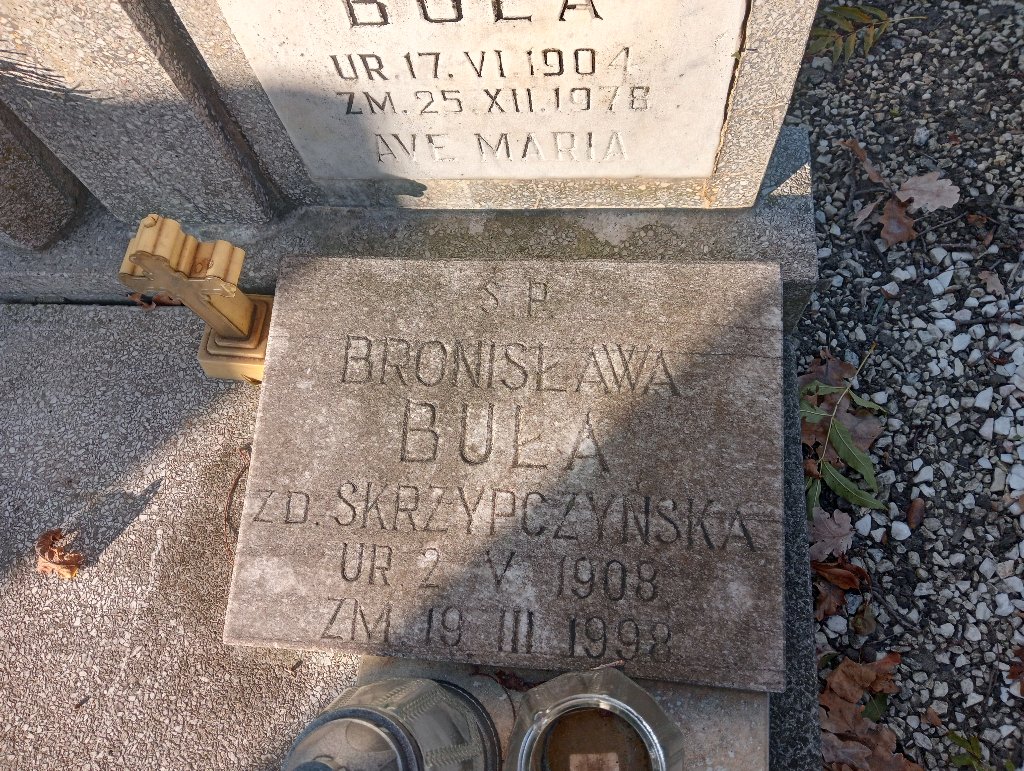 BUŁA
UR. 17. VI. 1904
ZM. 25. XII. 1978
AVE MARIA
Ś.P.
BRONISŁAWA
BUŁA
ZD. SKRZYPCZYŃSKA
UR 2. V. 1908
ZM. 19. III 1998